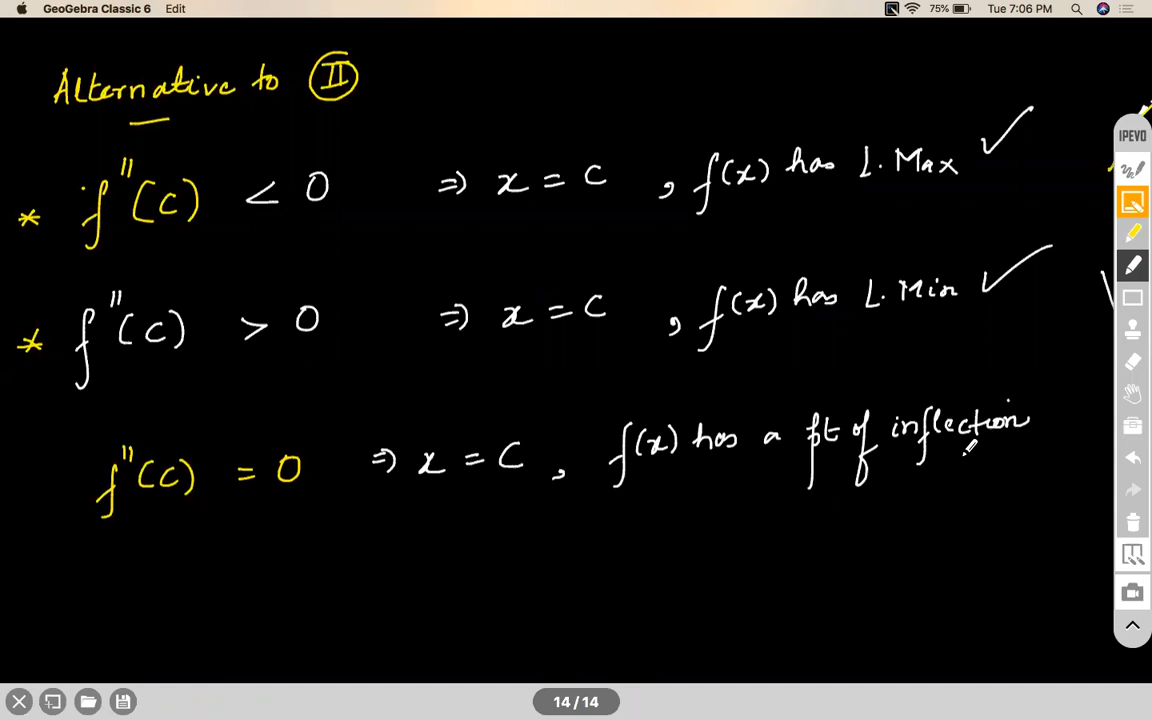 GeoGebra Classic 6 Edit 75% Tue 7:06 PM
Alternative to II
IPEVO
* f"(c) < 0 ⇒ x = c , f(x) has L. Max ✓
* f"(c) > 0 ⇒ x = c , f(x) has L. Min ✓
f"(c) = 0 ⇒ x = c , f(x) has a pt of inflection
14 / 14